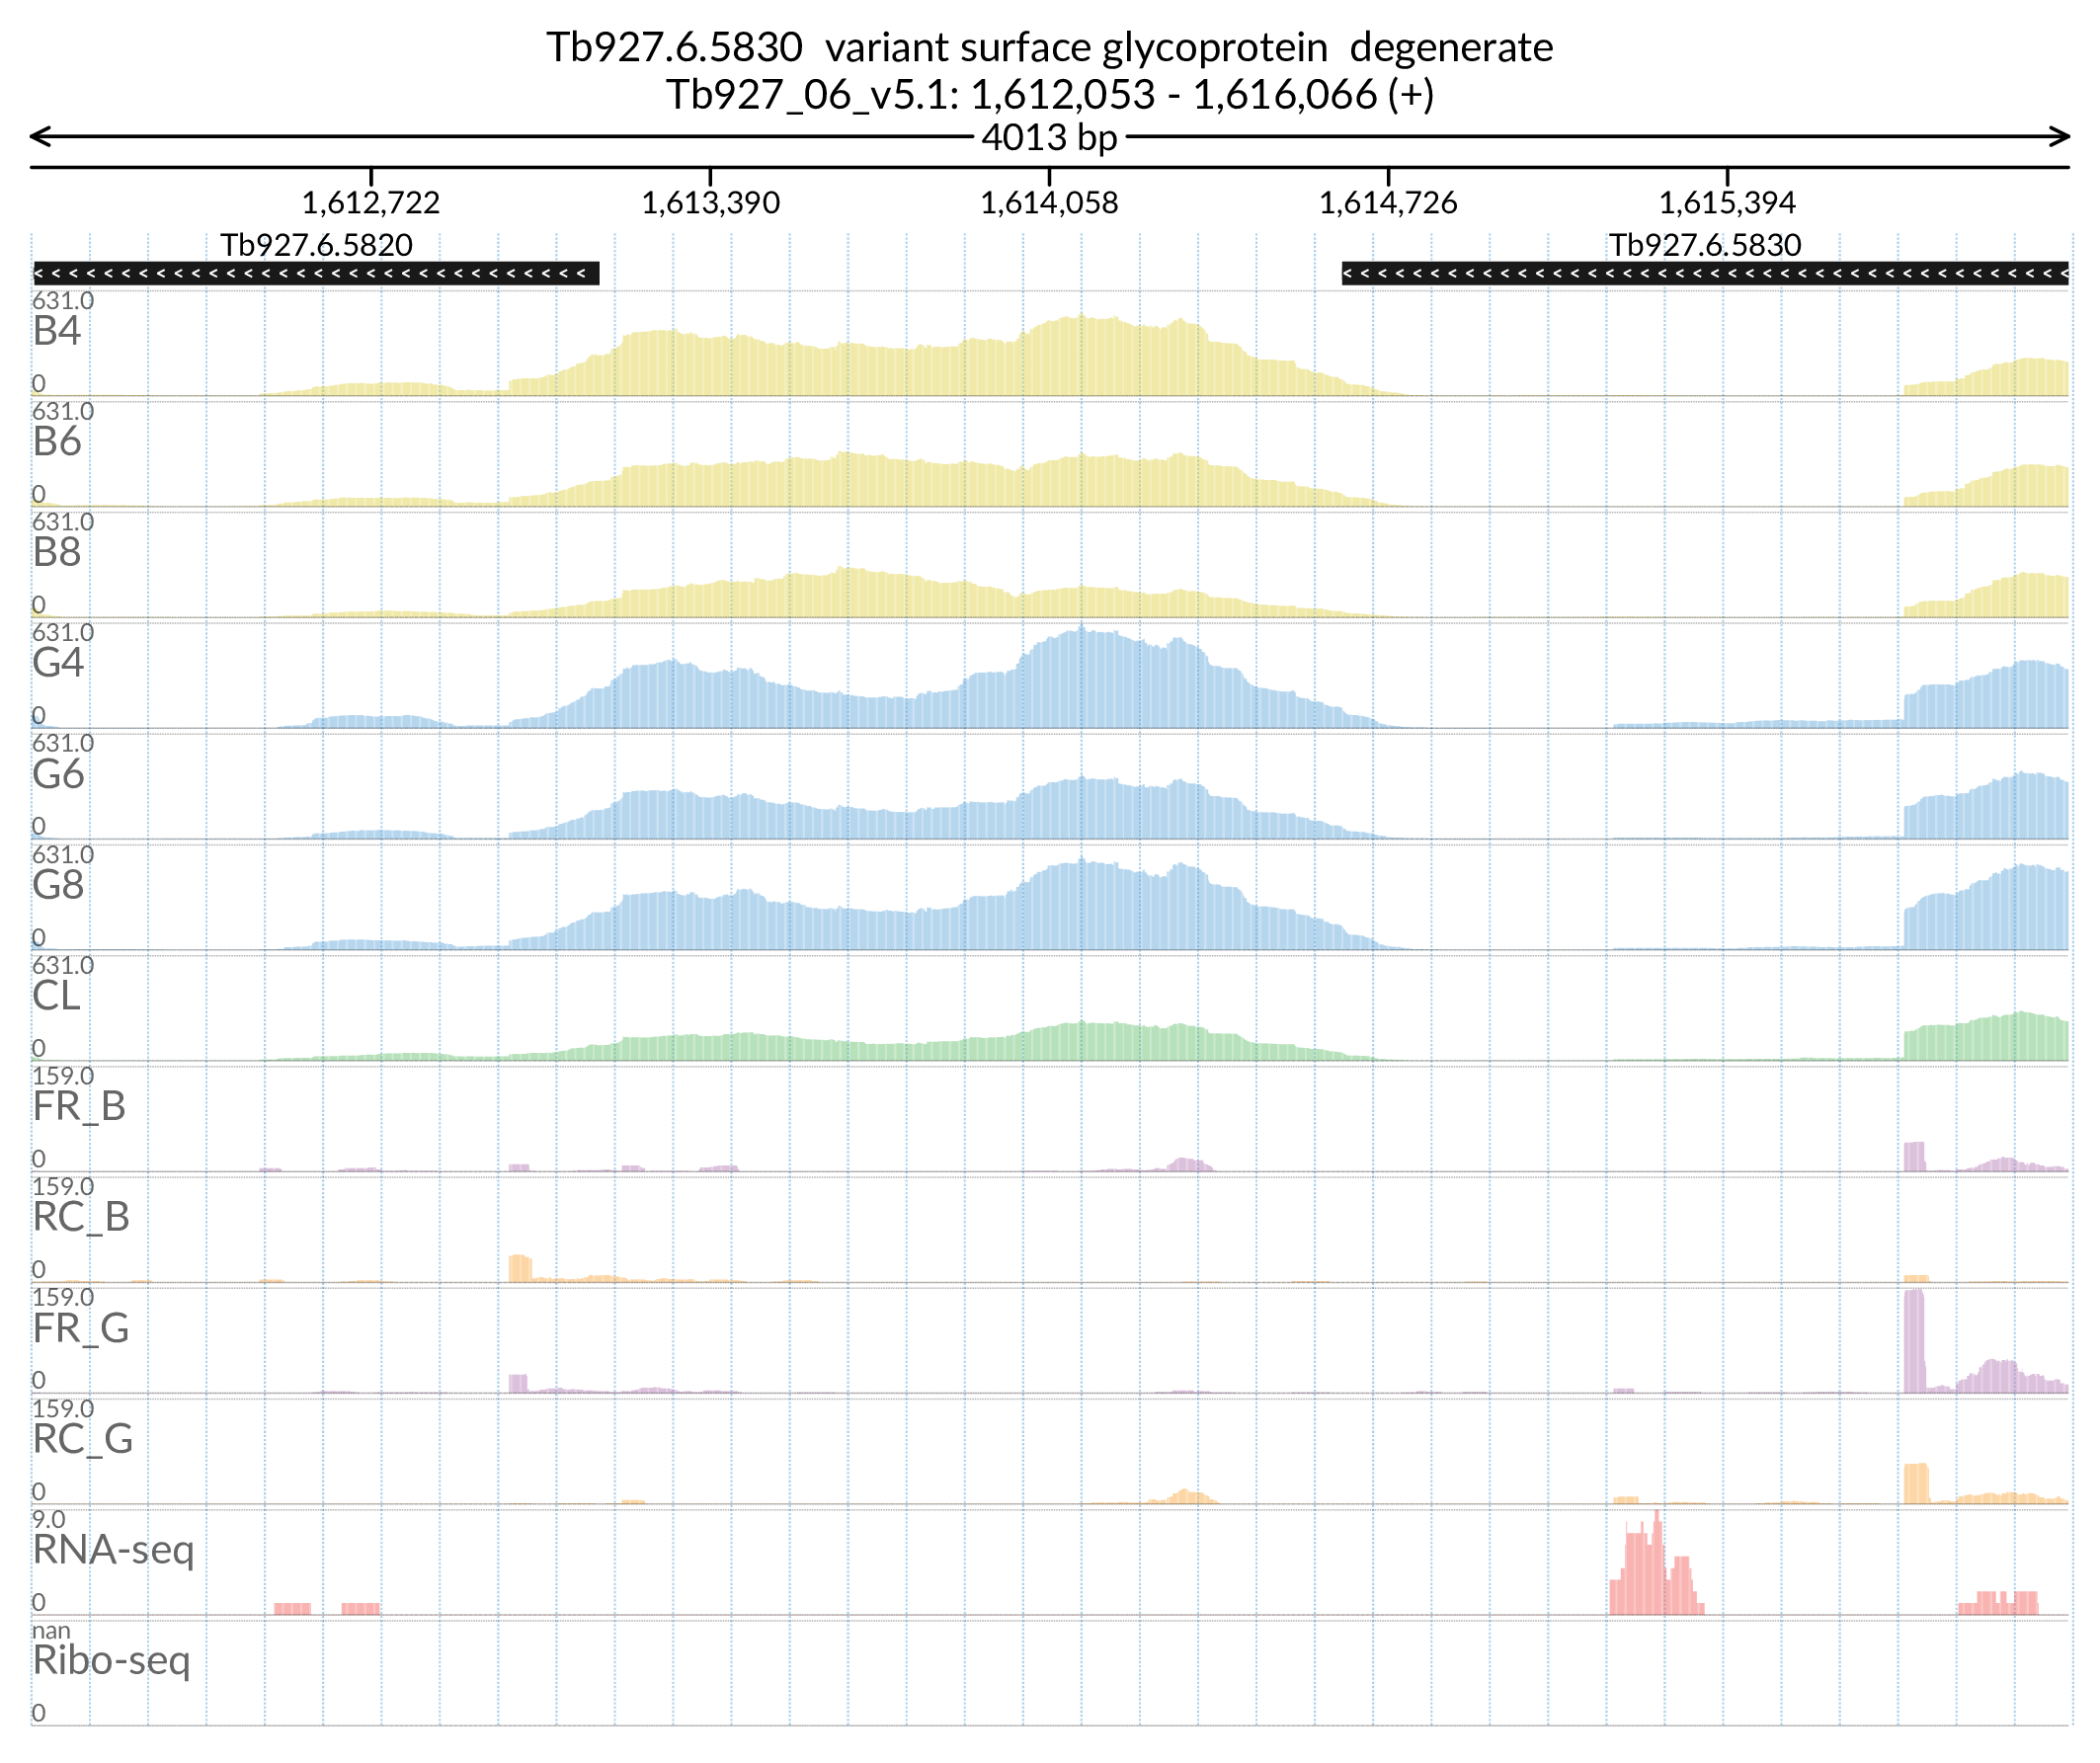 Tb927.6.5830  variant surface glycoprotein  degenerate
Tb927_06_v5.1: 1,612,053 - 1,616,066 (+)
4013 bp
1,612,722 1,613,390 1,614,058 1,614,726 1,615,394
Tb927.6.5820 Tb927.6.5830
631.0
B4
0
631.0
B6
0
631.0
B8
0
631.0
G4
0
631.0
G6
0
631.0
G8
0
631.0
CL
0
159.0
FR_B
0
159.0
RC_B
0
159.0
FR_G
0
159.0
RC_G
0
9.0
RNA-seq
0
nan
Ribo-seq
0